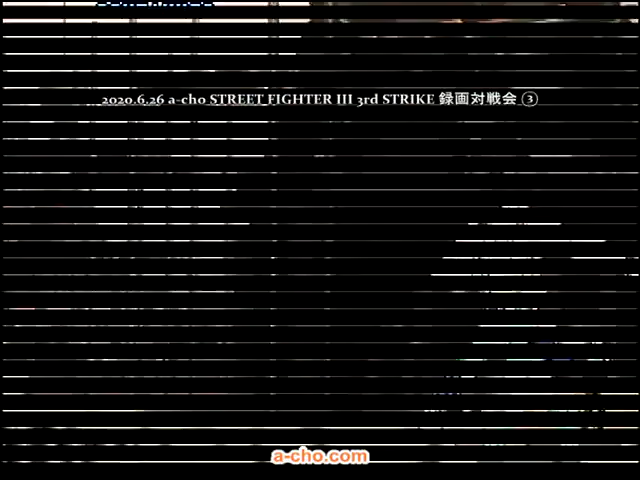 2020.6.26 a-cho STREET FIGHTER III 3rd STRIKE 録画対戦会 ③
a-cho.com